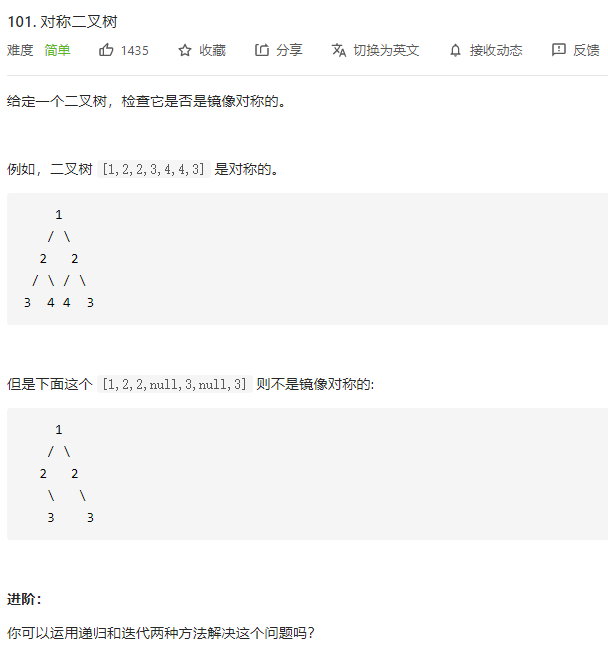 101. 对称二叉树
难度 简单 1435 收藏 分享 切换为英文 接收动态 反馈
给定一个二叉树，检查它是否是镜像对称的。
例如，二叉树 [1,2,2,3,4,4,3] 是对称的。
1
/ \
2 2
/ \ / \
3 4 4 3
但是下面这个 [1,2,2,null,3,null,3] 则不是镜像对称的:
1
/ \
2 2
\ \
3 3
进阶：
你可以运用递归和迭代两种方法解决这个问题吗？